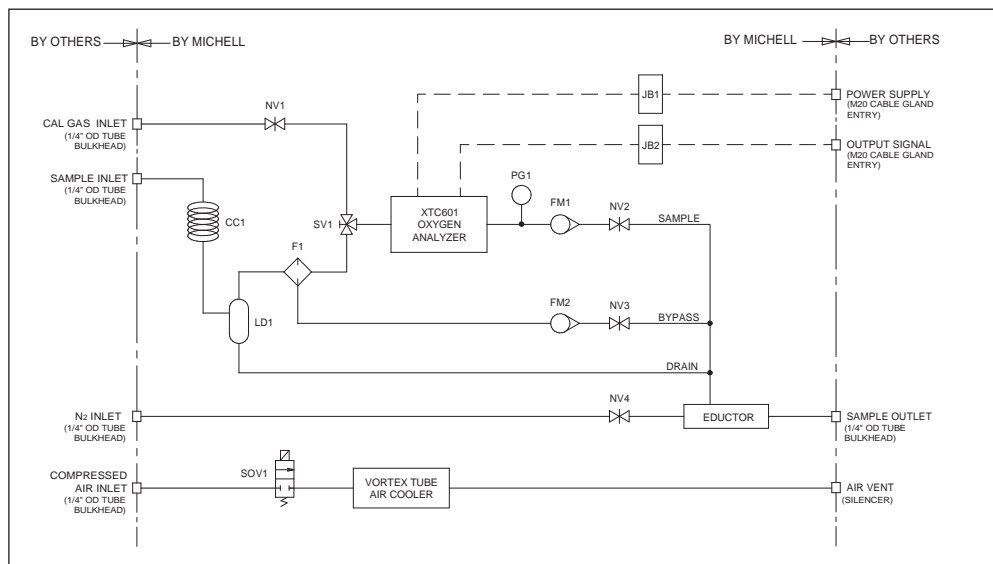 BY OTHERS
BY MICHELL
BY MICHELL
BY OTHERS
JB1
POWER SUPPLY
(M20 CABLE GLAND
ENTRY)
NV1
CAL GAS INLET
(1/4" OD TUBE
BULKHEAD)
JB2
OUTPUT SIGNAL
(M20 CABLE GLAND
ENTRY)
SAMPLE INLET
(1/4" OD TUBE
BULKHEAD)
CC1
SV1
XTC601
OXYGEN
ANALYZER
PG1
FM1
NV2
SAMPLE
F1
LD1
FM2
NV3
BYPASS
DRAIN
N2 INLET
(1/4" OD TUBE
BULKHEAD)
NV4
EDUCTOR
SAMPLE OUTLET
(1/4" OD TUBE
BULKHEAD)
COMPRESSED
AIR INLET
(1/4" OD TUBE
BULKHEAD)
SOV1
VORTEX TUBE
AIR COOLER
AIR VENT
(SILENCER)